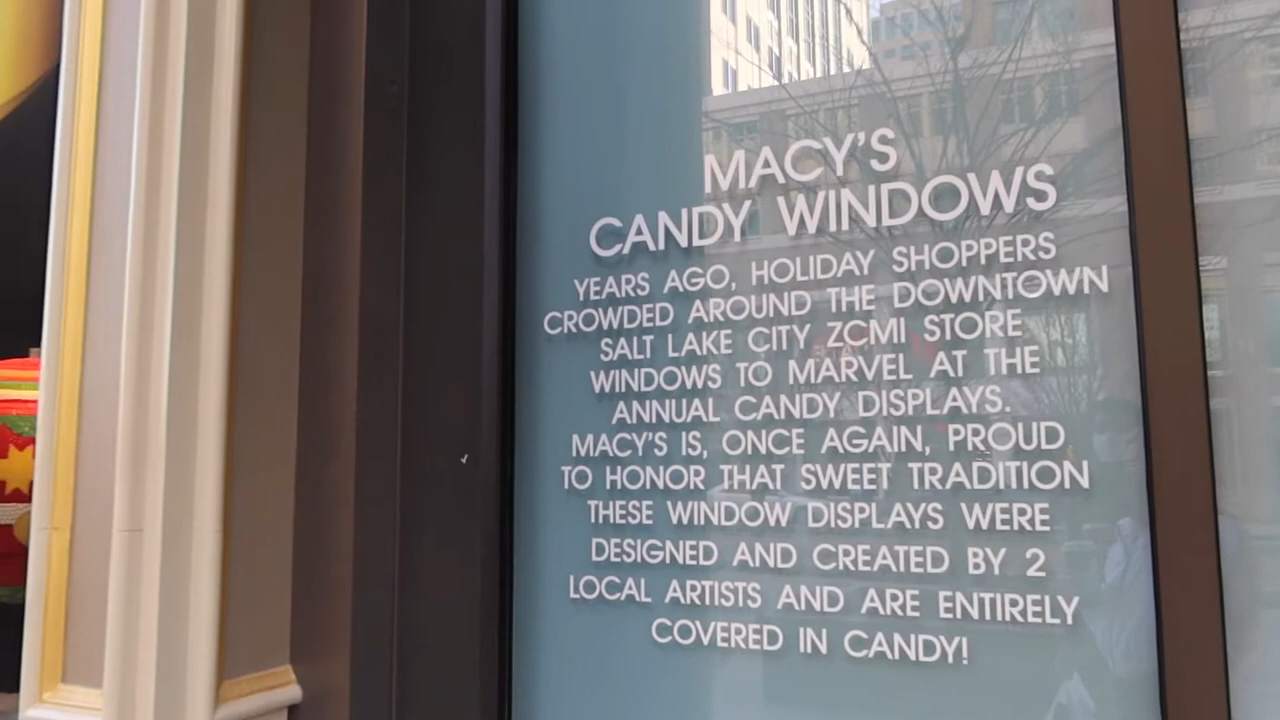 MACY'S
CANDY WINDOWS
YEARS AGO, HOLIDAY SHOPPERS
CROWDED AROUND THE DOWNTOWN
SALT LAKE CITY ZCMI STORE
WINDOWS TO MARVEL AT THE
ANNUAL CANDY DISPLAYS.
MACY'S IS, ONCE AGAIN, PROUD
TO HONOR THAT SWEET TRADITION
THESE WINDOW DISPLAYS WERE
DESIGNED AND CREATED BY 2
LOCAL ARTISTS AND ARE ENTIRELY
COVERED IN CANDY!